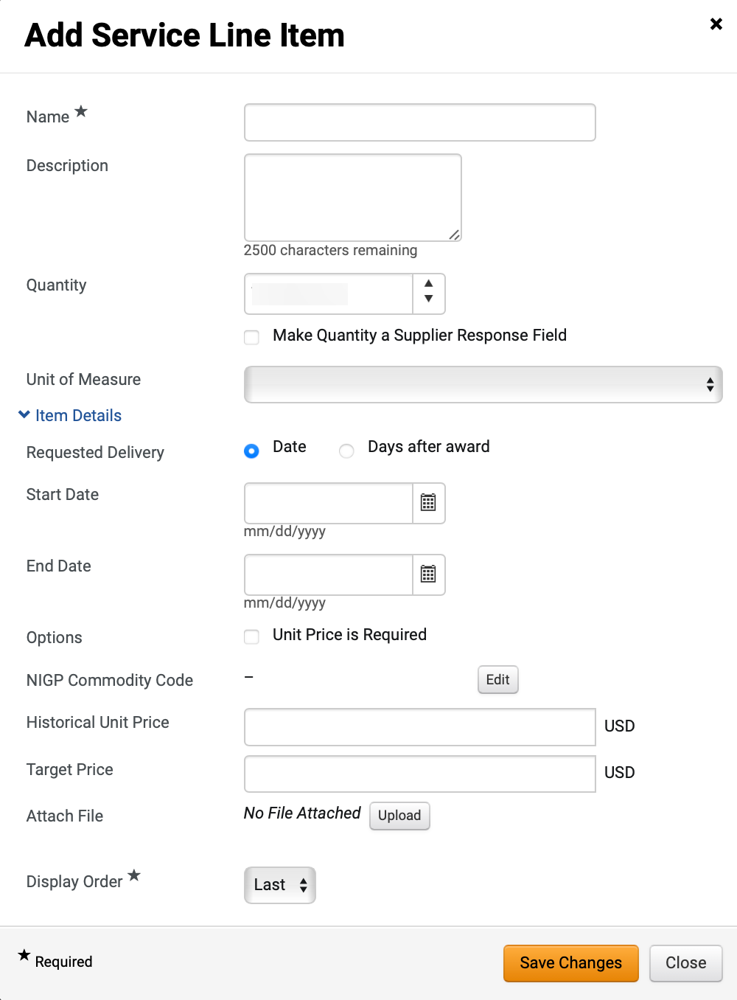 Add Service Line Item
Name ★
Description
2500 characters remaining
Quantity
Make Quantity a Supplier Response Field
Unit of Measure
Item Details
Requested Delivery Date Days after award
Start Date
mm/dd/yyyy
End Date
mm/dd/yyyy
Options Unit Price is Required
NIGP Commodity Code – Edit
Historical Unit Price USD
Target Price USD
Attach File No File Attached Upload
Display Order ★ Last
★ Required Save Changes Close